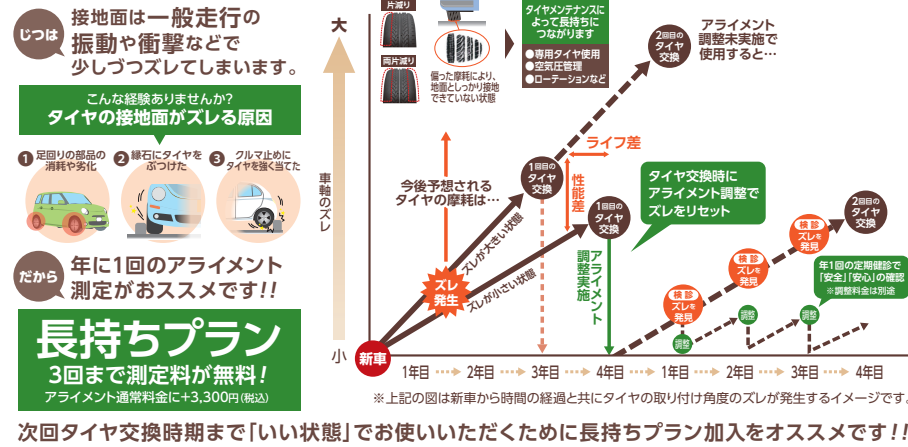 じつは
接地面は一般走行の
振動や衝撃などで
少しづつズレてしまいます。
こんな経験ありませんか?
タイヤの接地面がズレる原因
1 足回りの部品の
消耗や劣化
2 縁石にタイヤを
ぶつけた
3 クルマ止めに
タイヤを強く当てた
だから
年に1回のアライメント
測定がおススメです!!
長持ちプラン
3回まで測定料が無料!
アライメント通常料金に+3,300円(税込)
大
車軸のズレ
小
片減り
両片減り
偏った摩耗により、
地面としっかり接地
できていない状態
タイヤメンテナンスに
よって長持ちに
つながります
●専用タイヤ使用
●空気圧管理
●ローテーションなど
2回目の
タイヤ
交換
アライメント
調整未実施で
使用すると…
今後予想される
タイヤの摩耗は…
1回目の
タイヤ
交換
ライフ差
性能差
1回目の
タイヤ
交換
タイヤ交換時に
アライメント調整で
ズレをリセット
ズレが大きい状態
ズレが小さい状態
ズレ
発生
新車
アライメント
調整実施
検診
ズレを
発見
検診
ズレを
発見
検診
ズレを
発見
2回目の
タイヤ
交換
年1回の定期健診で
「安全」「安心」の確認
※調整料金は別途
調整
調整
調整
1年目 2年目 3年目 4年目 1年目 2年目 3年目 4年目
※上記の図は新車から時間の経過と共にタイヤの取り付け角度のズレが発生するイメージです。
次回タイヤ交換時期まで「いい状態」でお使いいただくために長持ちプラン加入をオススメです!!